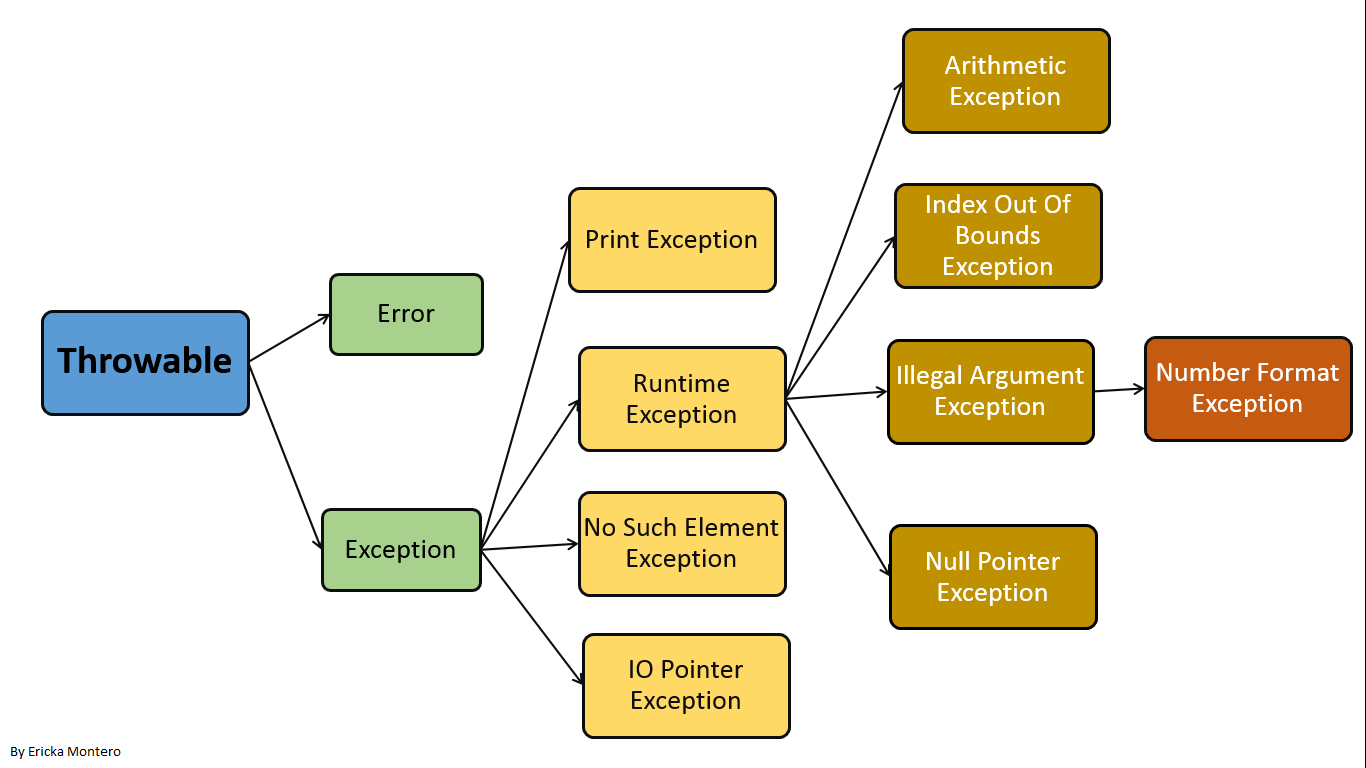 Throwable
Error
Exception
Print Exception
Runtime
Exception
No Such Element
Exception
IO Pointer
Exception
Arithmetic
Exception
Index Out Of
Bounds
Exception
Illegal Argument
Exception
Null Pointer
Exception
Number Format
Exception
By Ericka Montero